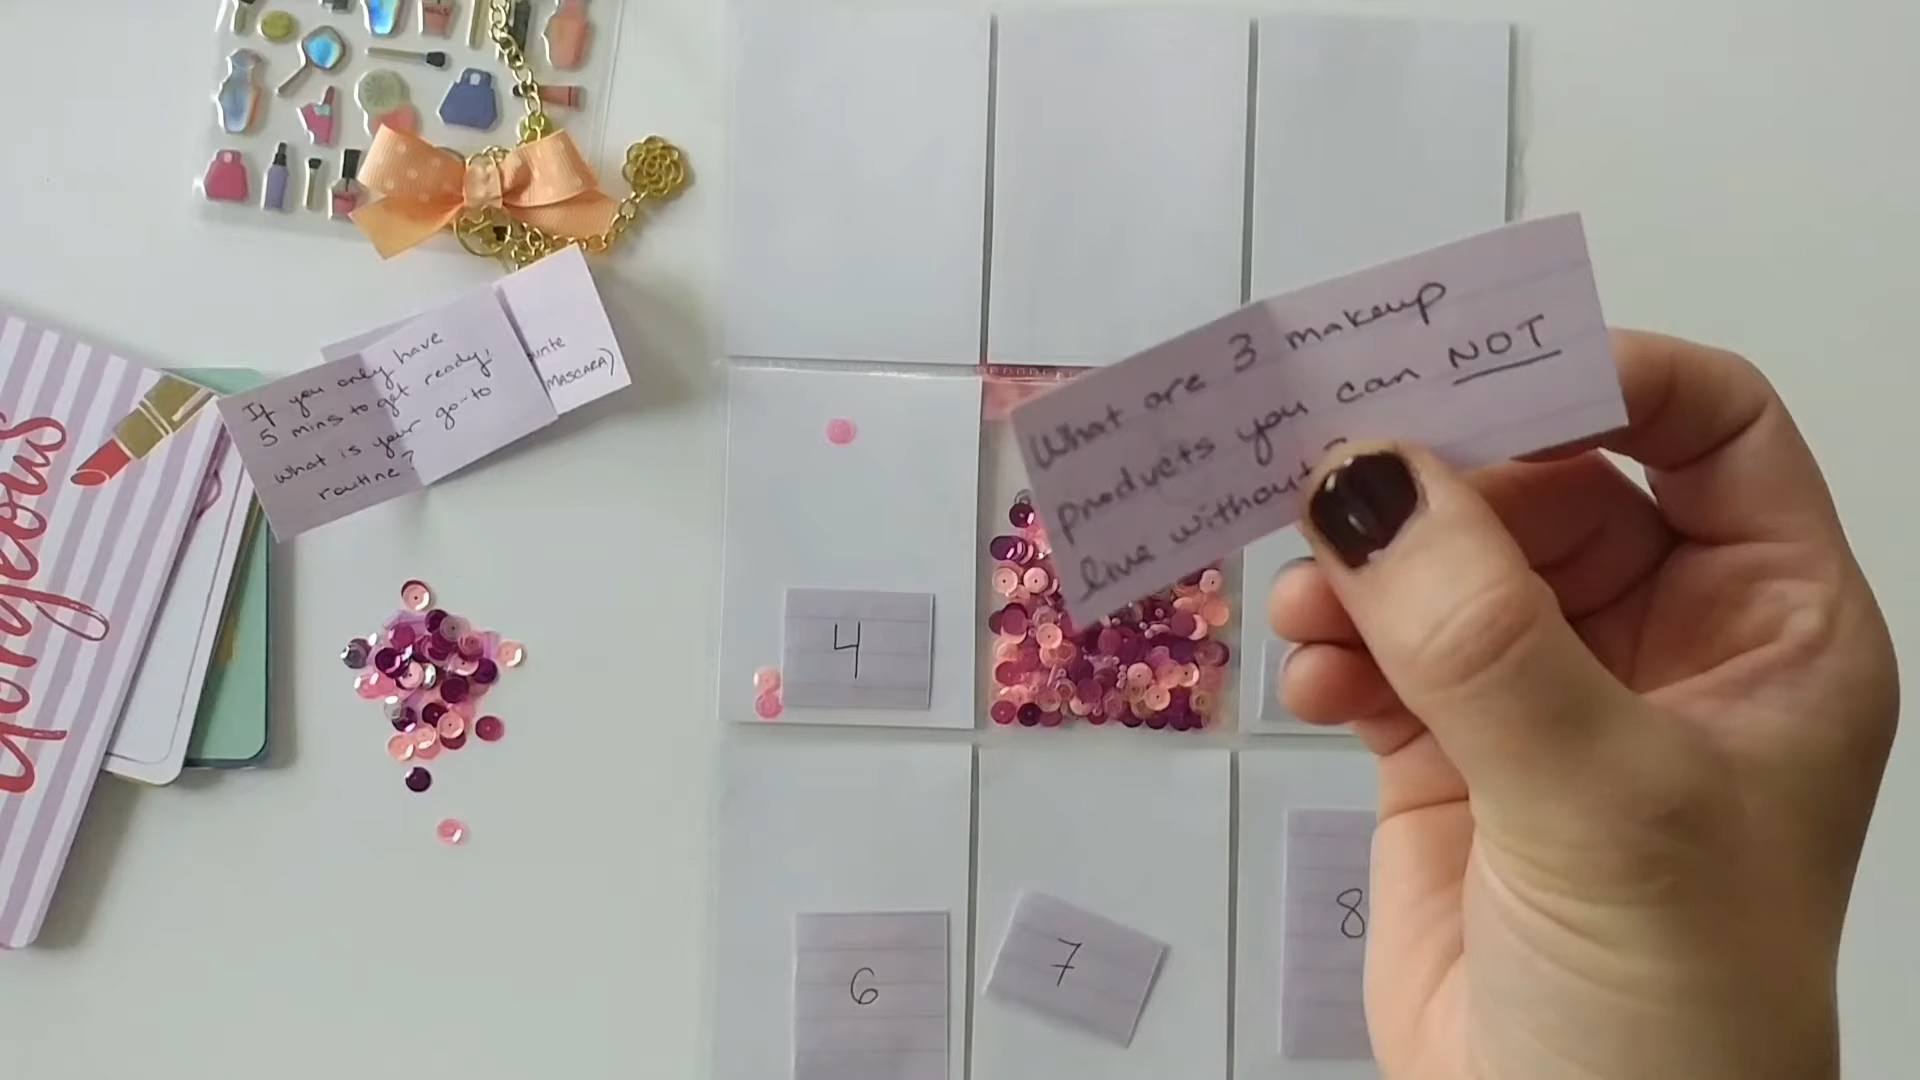 What are 3 makeup
products you can NOT
live without?
If you only have
5 mins to get ready,
what is your go-to
routine?
MASCARA)
Gorgeous
4
6
7
8